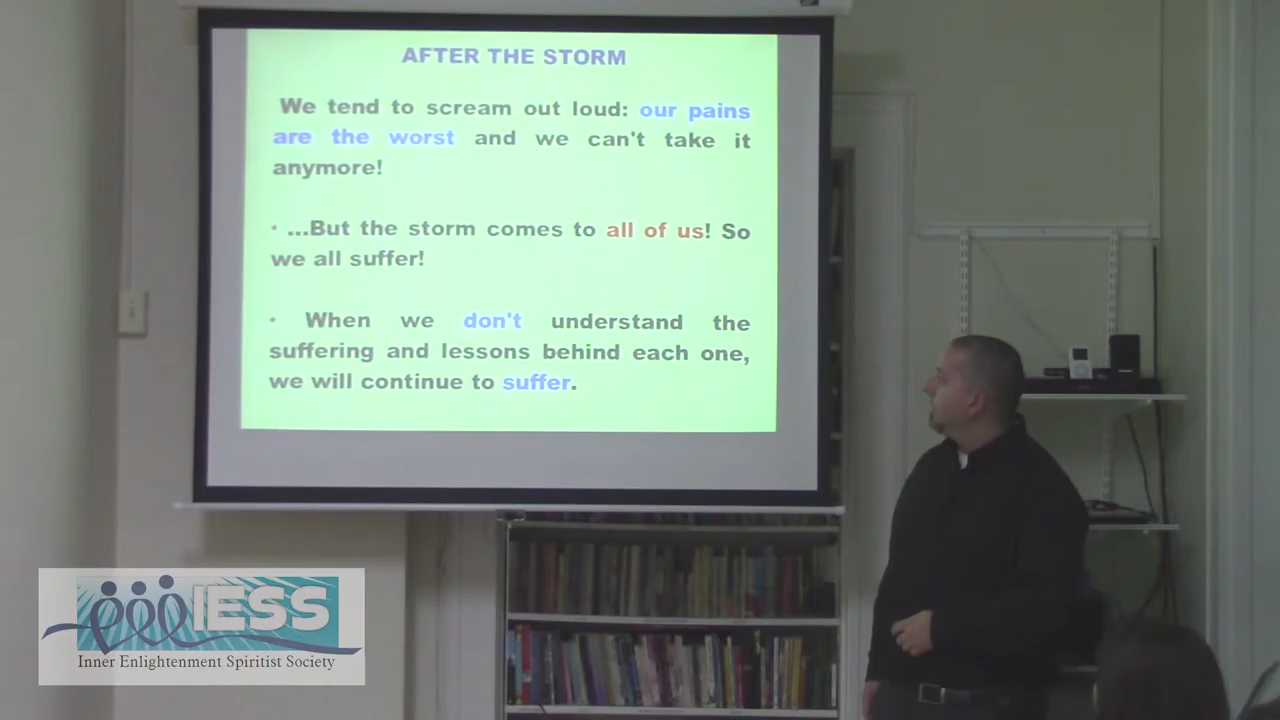 AFTER THE STORM
We tend to scream out loud: our pains
are the worst and we can't take it
anymore!
• ...But the storm comes to all of us! So
we all suffer!
• When we don't understand the
suffering and lessons behind each one,
we will continue to suffer.
IESS
Inner Enlightenment Spiritist Society